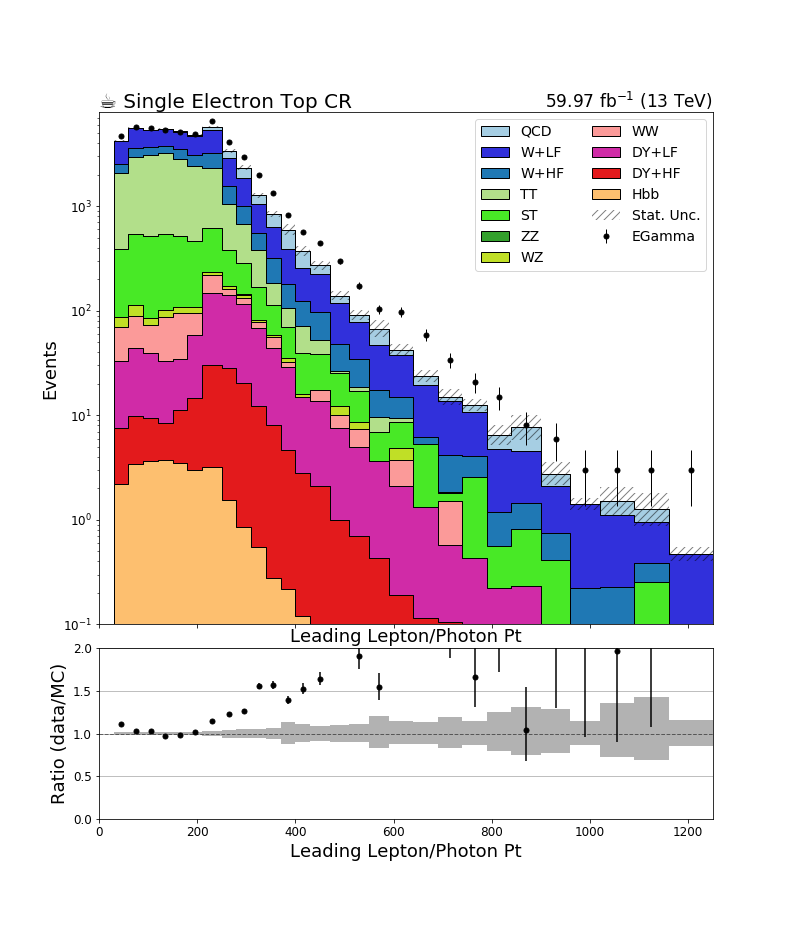 ☕ Single Electron Top CR
59.97 fb⁻¹ (13 TeV)
QCD
W+LF
W+HF
TT
ST
ZZ
WZ
WW
DY+LF
DY+HF
Hbb
Stat. Unc.
EGamma
Events
10³
10²
10¹
10⁰
10⁻¹
Leading Lepton/Photon Pt
Ratio (data/MC)
2.0
1.5
1.0
0.5
0.0
0 200 400 600 800 1000 1200
Leading Lepton/Photon Pt